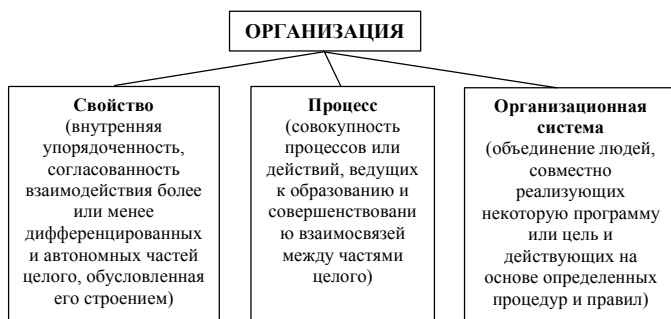 ОРГАНИЗАЦИЯ
Свойство
(внутренняя
упорядоченность,
согласованность
взаимодействия более
или менее
дифференцированных
и автономных частей
целого, обусловленная
его строением)
Процесс
(совокупность
процессов или
действий, ведущих
к образованию и
совершенствовани
ю взаимосвязей
между частями
целого)
Организационная
система
(объединение людей,
совместно
реализующих
некоторую программу
или цель и
действующих на
основе определенных
процедур и правил)